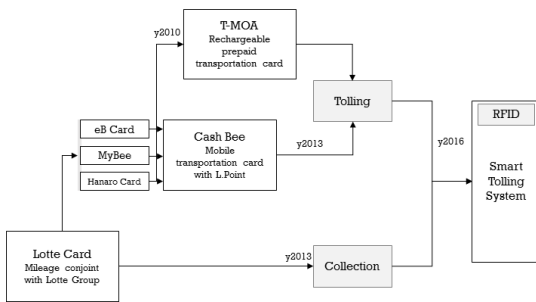 T-MOA
Rechargeable
prepaid
transportation card
y2010
Tolling
RFID
eB Card
MyBee
Hanaro Card
Cash Bee
Mobile
transportation card
with L.Point
y2013
y2016
Smart
Tolling
System
Lotte Card
Mileage conjoint
with Lotte Group
y2013
Collection